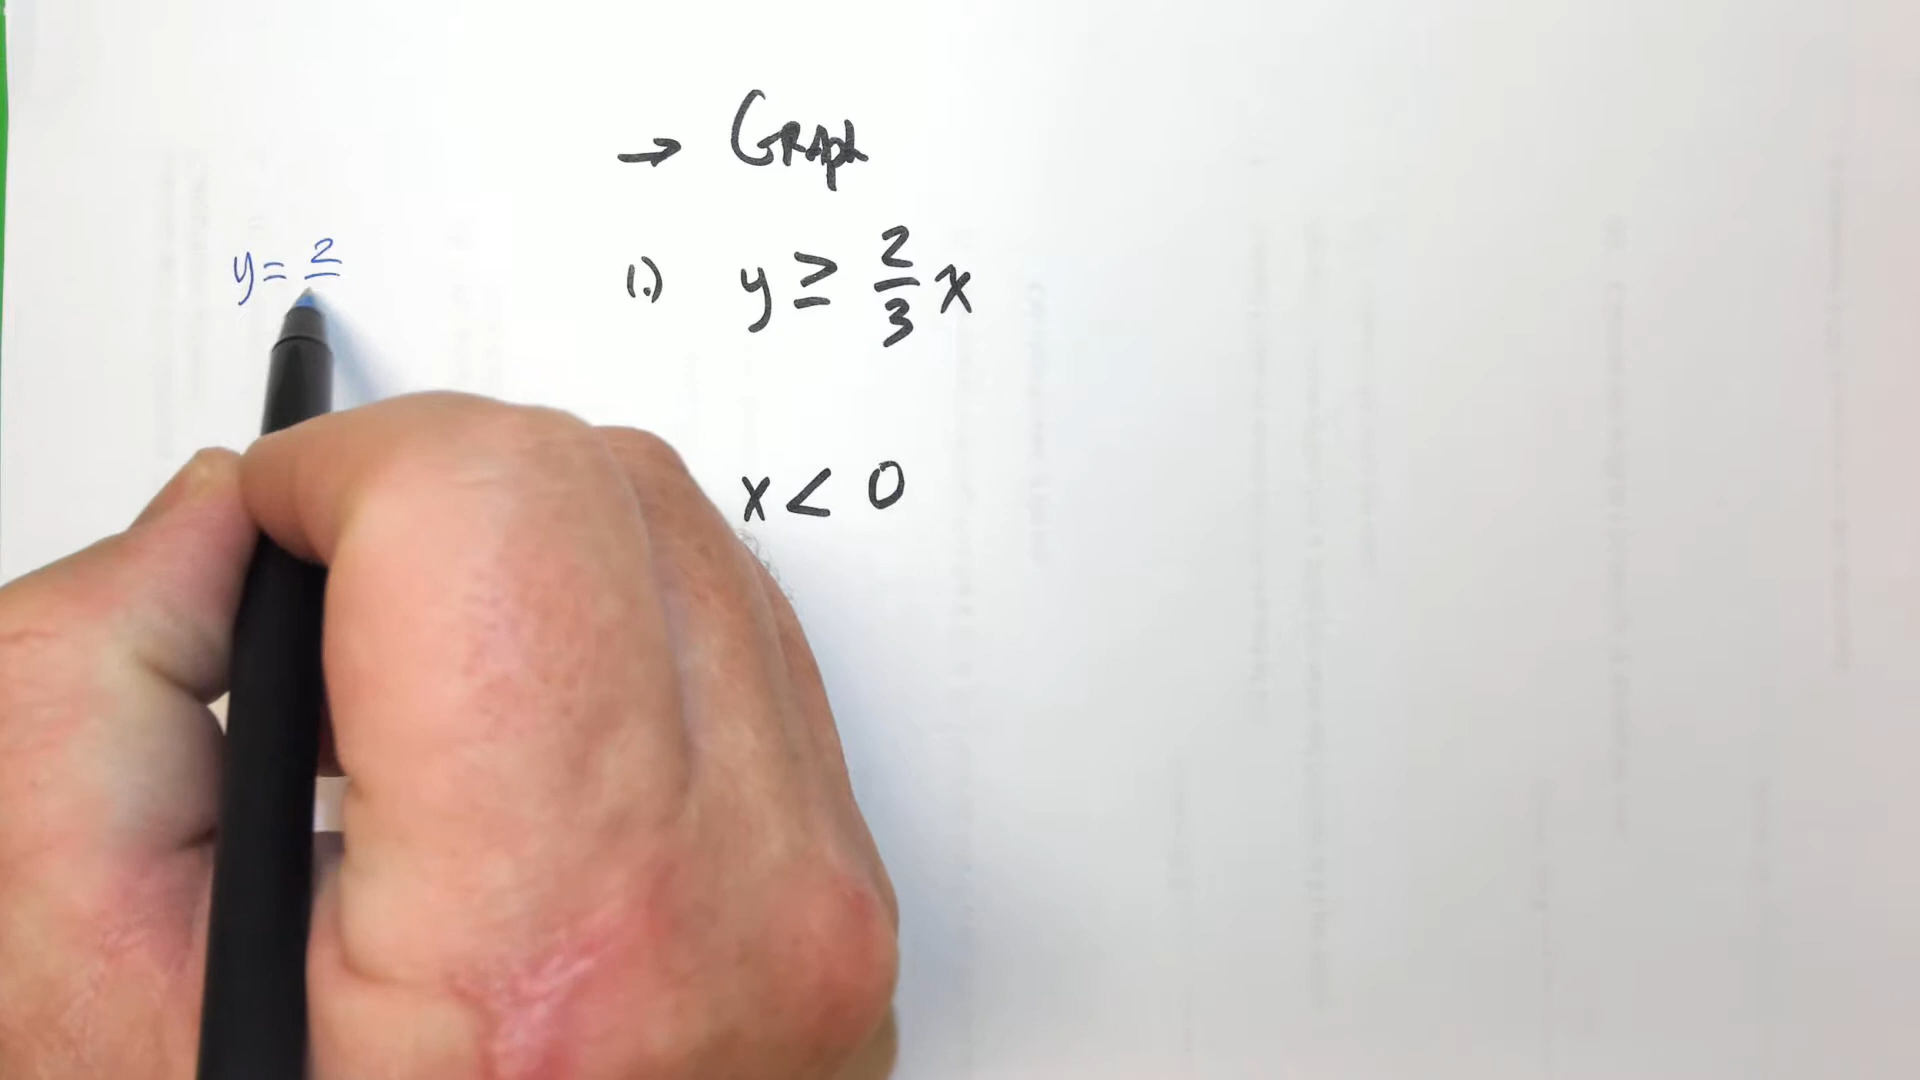 → Graph
y = 2
1.) y ≥ 2/3 x
x < 0